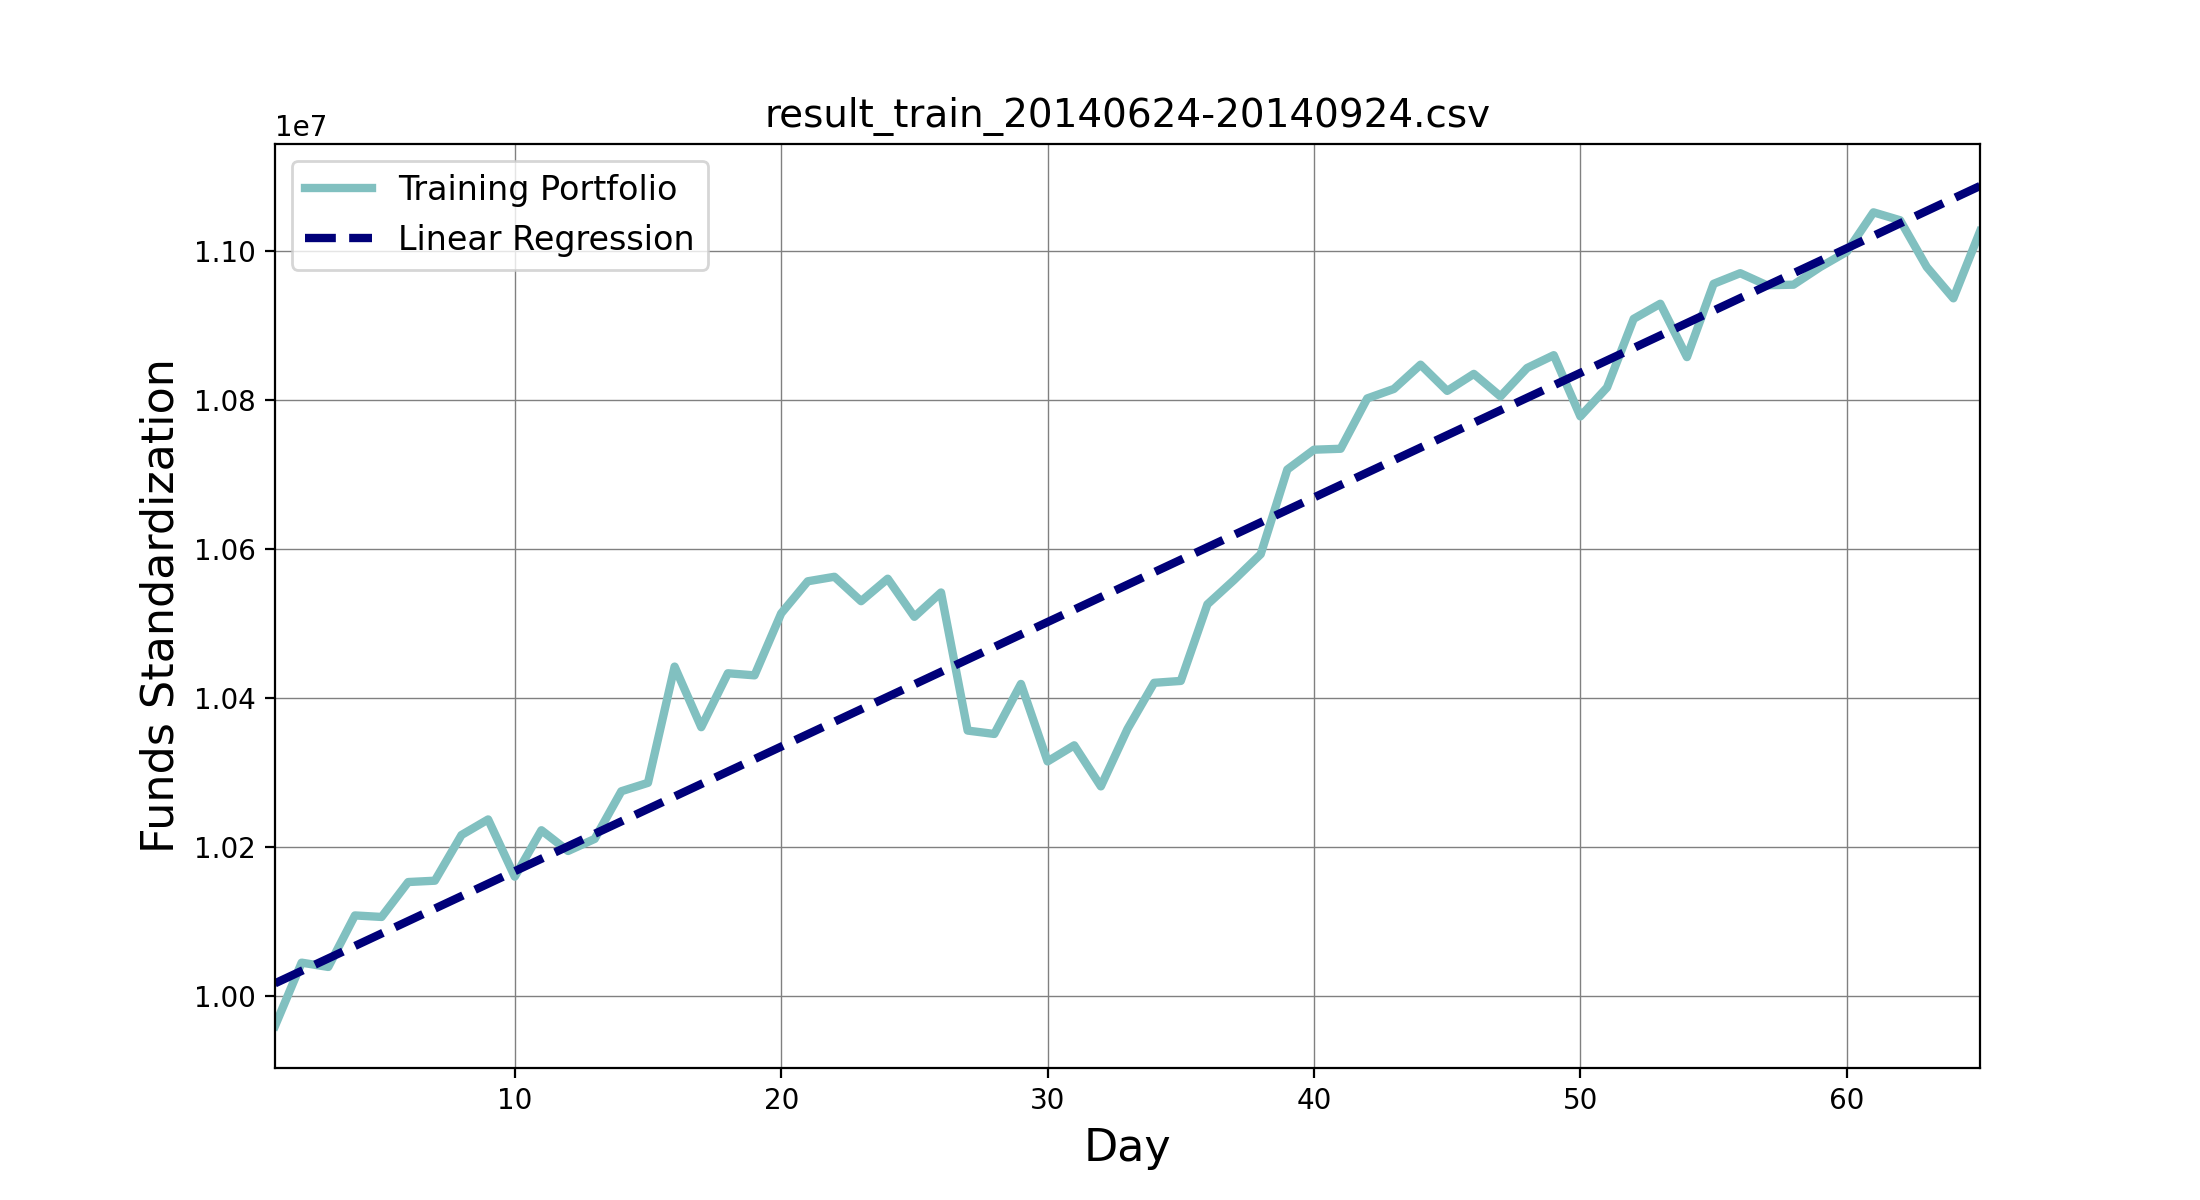 result_train_20140624-20140924.csv
1e7
Training Portfolio
Linear Regression
Funds Standardization
1.10
1.08
1.06
1.04
1.02
1.00
10 20 30 40 50 60
Day